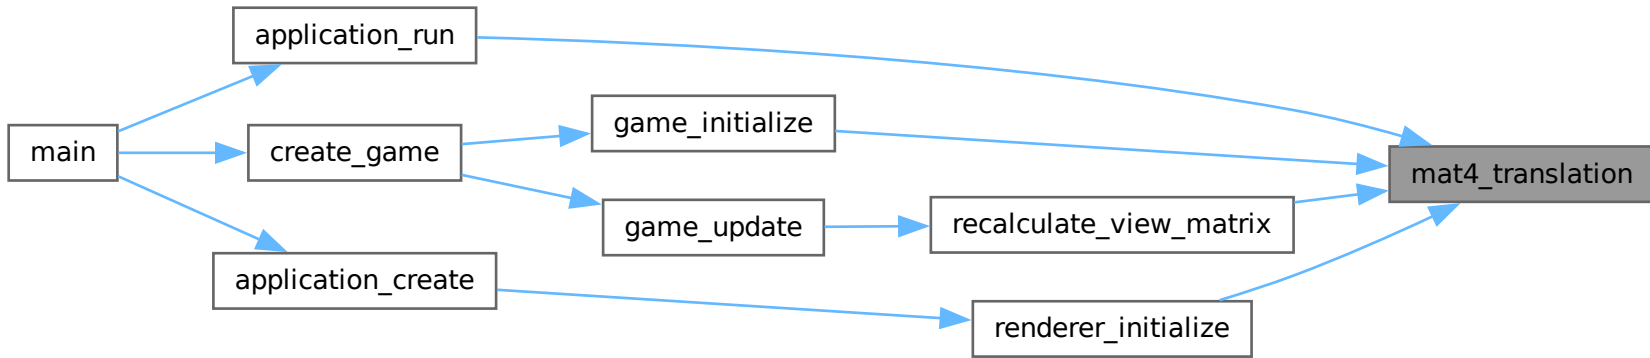 application_run
game_initialize
main
create_game
mat4_translation
game_update
recalculate_view_matrix
application_create
renderer_initialize